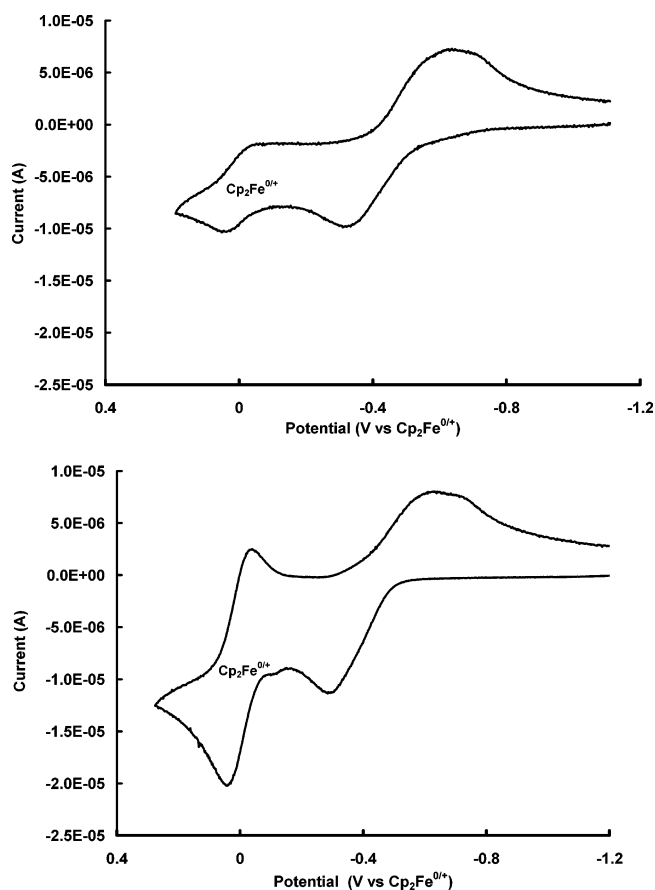 1.0E-05
5.0E-06
0.0E+00
-5.0E-06
-1.0E-05
-1.5E-05
-2.0E-05
-2.5E-05
Current (A)
Cp₂Fe⁰/⁺
0.4 0 -0.4 -0.8 -1.2
Potential (V vs Cp₂Fe⁰/⁺)
1.0E-05
5.0E-06
0.0E+00
-5.0E-06
-1.0E-05
-1.5E-05
-2.0E-05
-2.5E-05
Current (A)
Cp₂Fe⁰/⁺
0.4 0 -0.4 -0.8 -1.2
Potential (V vs Cp₂Fe⁰/⁺)